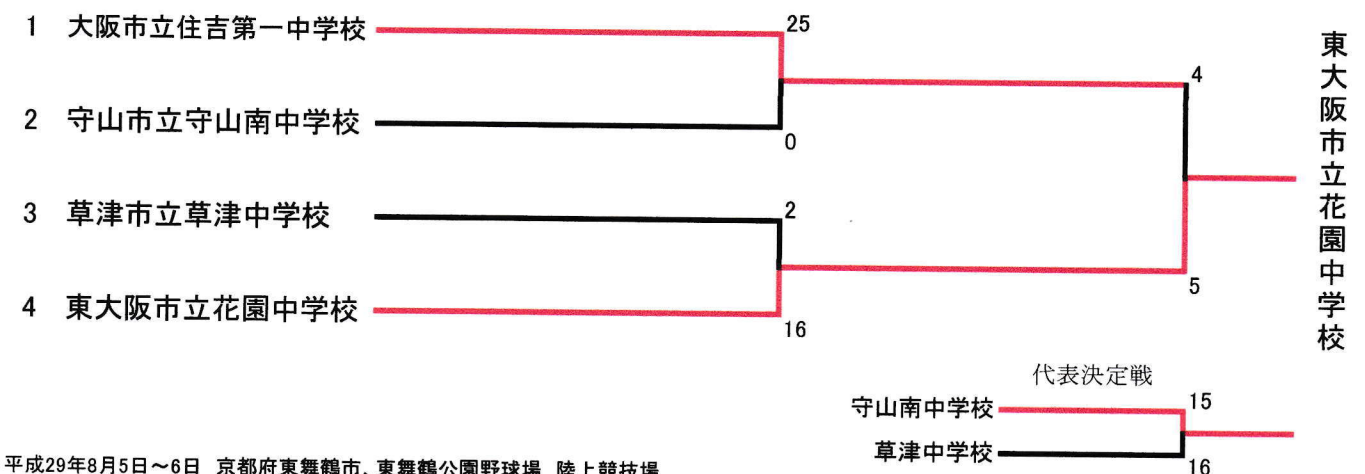 1 大阪市立住吉第一中学校
25
2 守山市立守山南中学校
0
3 草津市立草津中学校
2
4 東大阪市立花園中学校
16
4
5
東大阪市立花園中学校
代表決定戦
守山南中学校
15
草津中学校
16
平成29年8月5日~6日 京都府東舞鶴市、東舞鶴公園野球場 陸上競技場